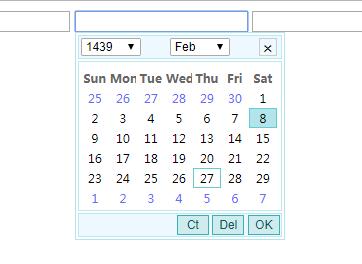 1439 Feb ×
Sun Mon Tue Wed Thu Fri Sat
25 26 27 28 29 30 1
2 3 4 5 6 7 8
9 10 11 12 13 14 15
16 17 18 19 20 21 22
23 24 25 26 27 28 29
1 2 3 4 5 6 7
Ct Del OK